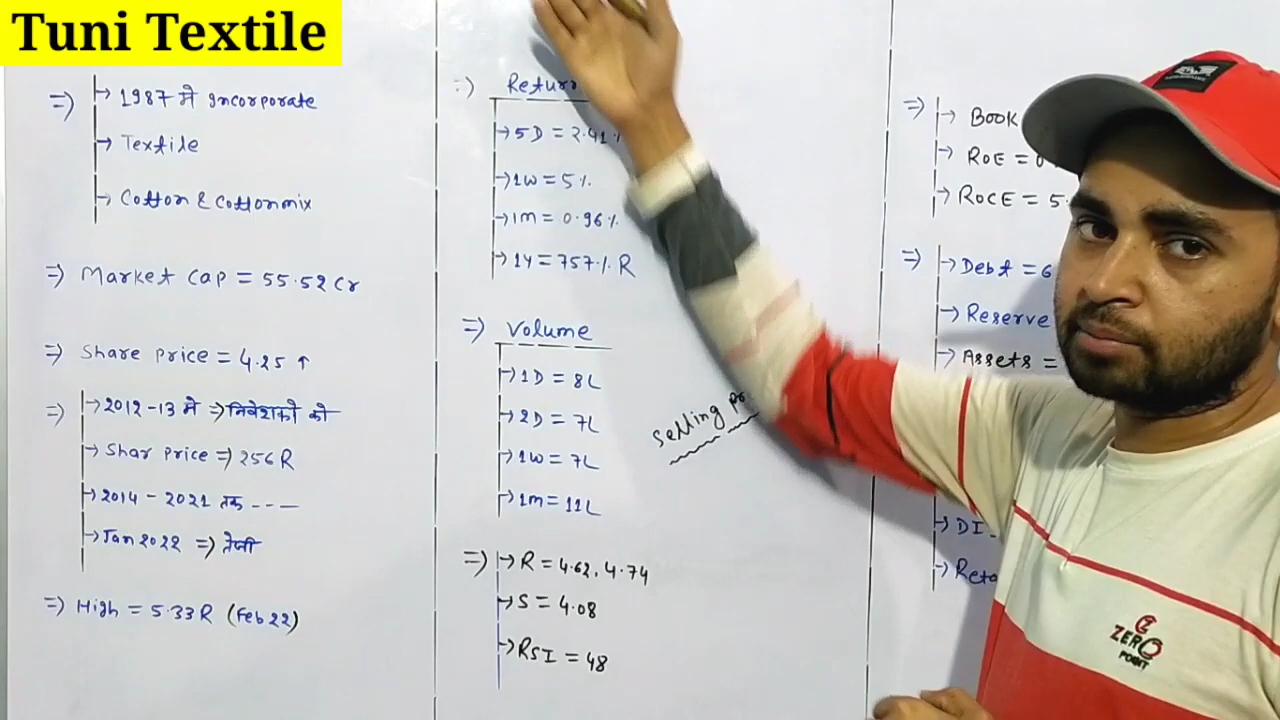 Tuni Textile
=> → 1987 मे incorporate
→ Textile
→ Cotton & Cottonmix
=> Market Cap = 55.52 Cr
=> Share price = 4.25 ↑
=> → 2012-13 मे => निवेशको को
→ Shar price => 256 R
→ 2014 - 2021 तक ----
→ Jan 2022 => तेजी
=> High = 5.33 R (Feb 22)
=> Return
→ 5D = 2.41%
→ 1W = 5%
→ 1m = 0.96%
→ 1Y = 757% R
=> Volume
→ 1D = 8L
→ 2D = 7L
→ 1W = 7L
→ 1m = 11L
=> → R = 4.62, 4.74
→ S = 4.08
→ RSI = 48
Selling
=> → BOOK
→ ROE =
→ ROCE = 5.
=> → Debt = 6
→ Reserve
→ Assets =
→ DI
ZERO
POINT